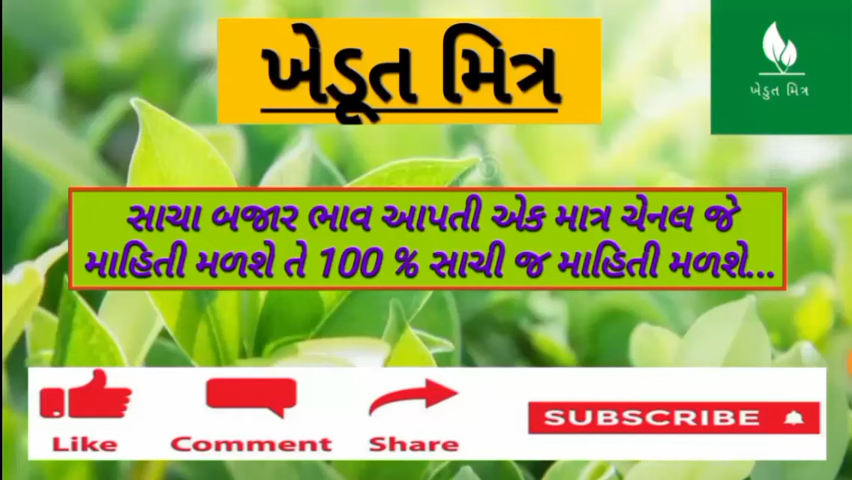 ખેડૂત મિત્ર
ખેડુત મિત્ર
સાચા બજાર ભાવ આપતી એક માત્ર ચેનલ જે
માહિતી મળશે તે 100 % સાચી જ માહિતી મળશે...
Like Comment Share SUBSCRIBE